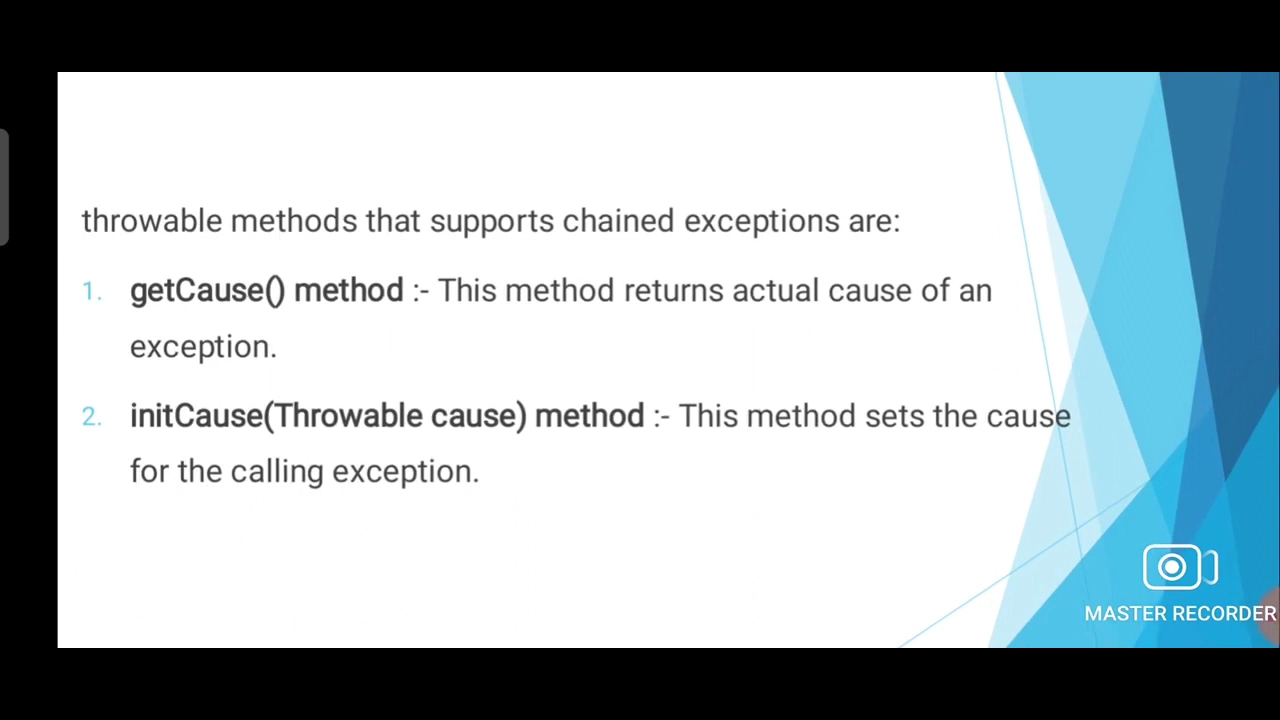 throwable methods that supports chained exceptions are:
1. getCause() method :- This method returns actual cause of an
exception.
2. initCause(Throwable cause) method :- This method sets the cause
for the calling exception.
MASTER RECORDER